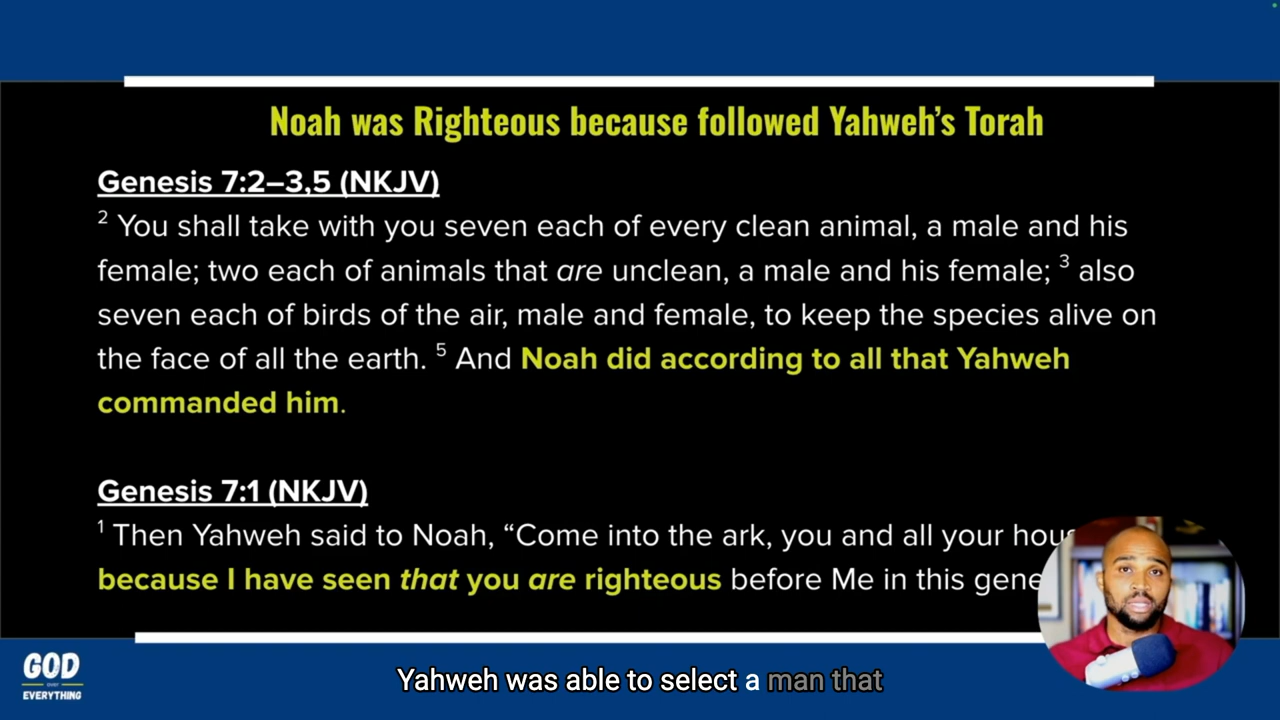 Noah was Righteous because followed Yahweh’s Torah
Genesis 7:2–3,5 (NKJV)
2 You shall take with you seven each of every clean animal, a male and his
female; two each of animals that are unclean, a male and his female; 3 also
seven each of birds of the air, male and female, to keep the species alive on
the face of all the earth. 5 And Noah did according to all that Yahweh
commanded him.
Genesis 7:1 (NKJV)
1 Then Yahweh said to Noah, “Come into the ark, you and all your hou
because I have seen that you are righteous before Me in this gene
GOD
OVER
EVERYTHING
Yahweh was able to select a man that